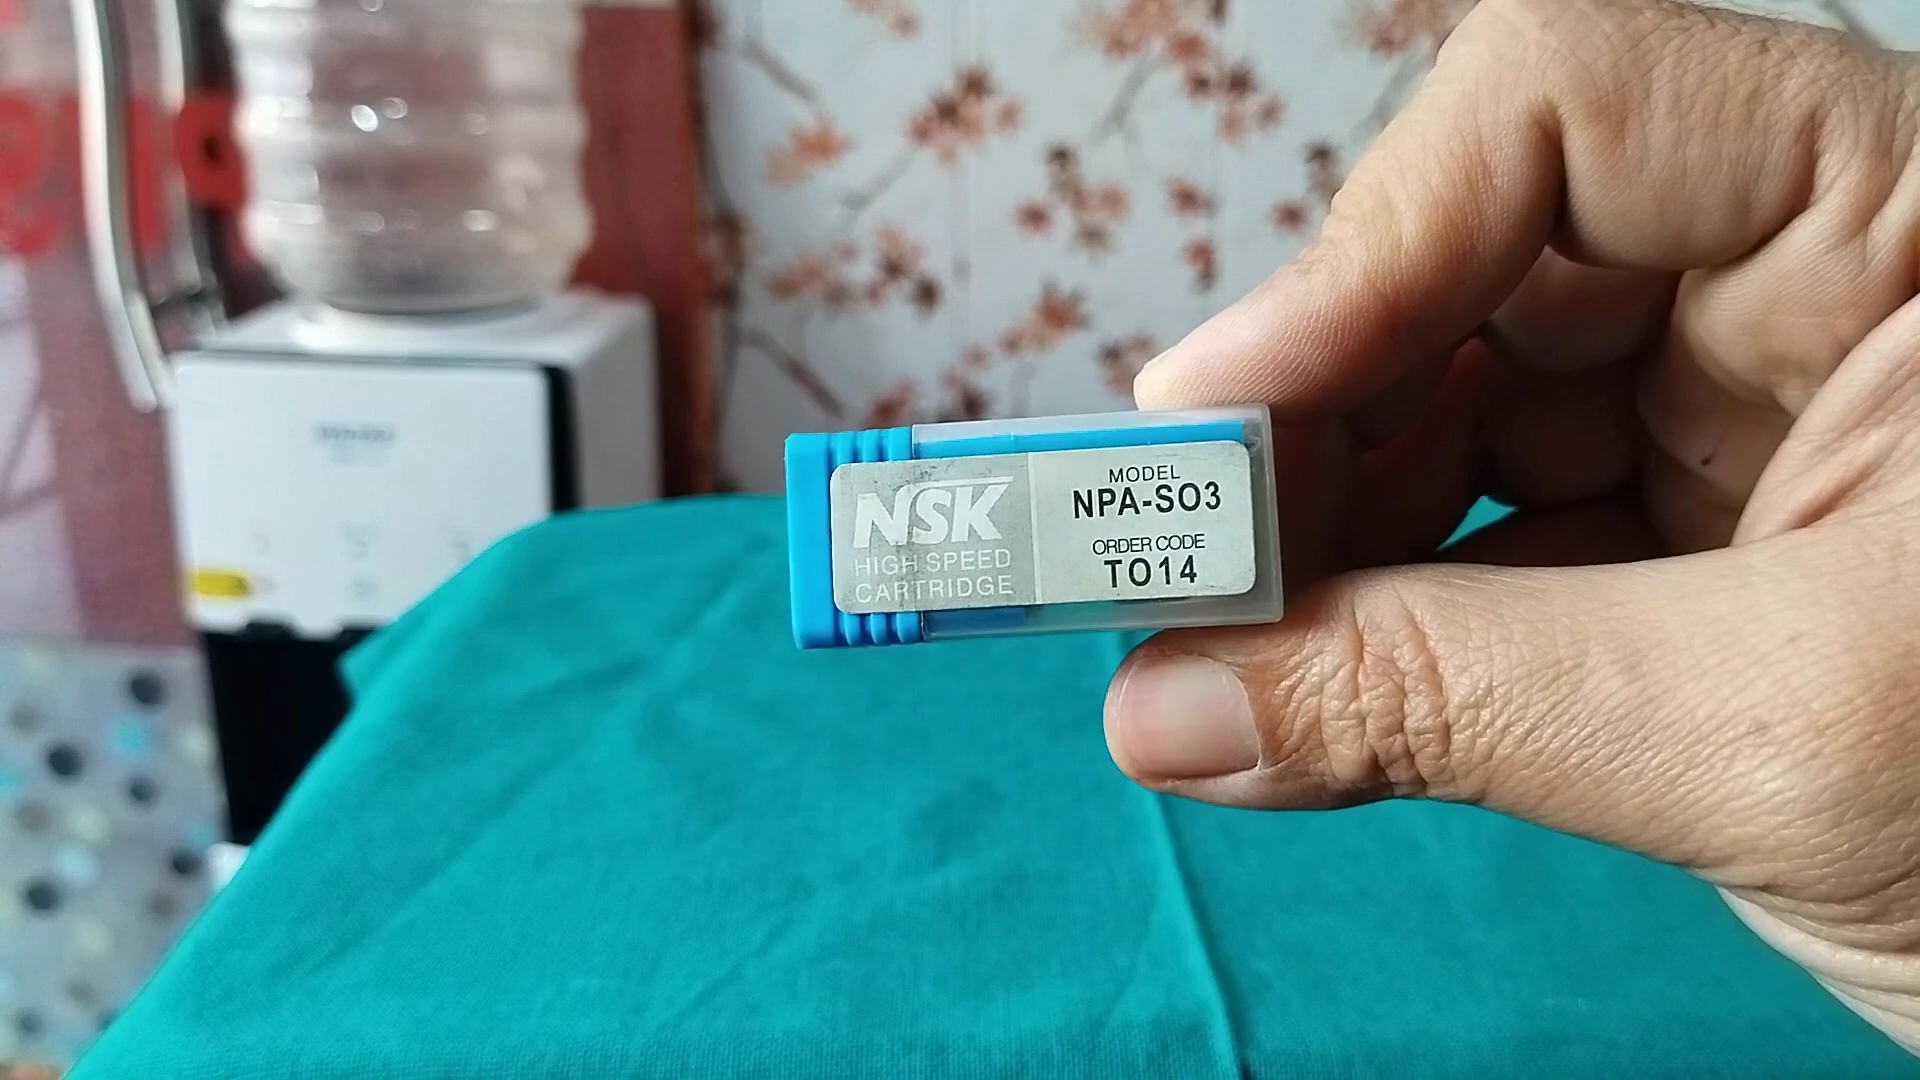 NSK
HIGH SPEED
CARTRIDGE
MODEL
NPA-SO3
ORDER CODE
TO14